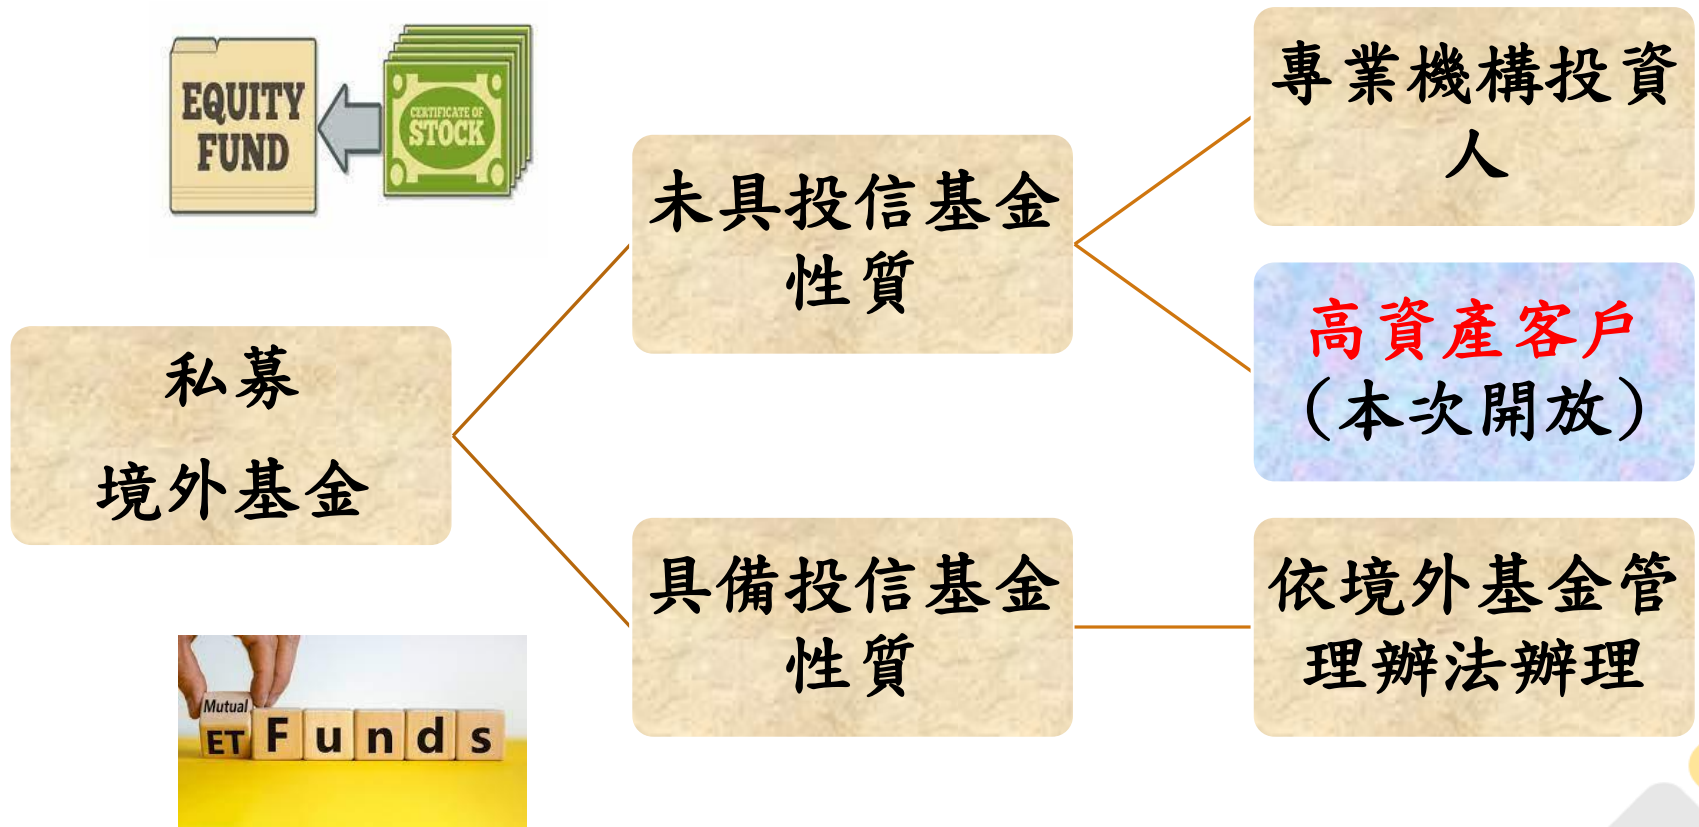 EQUITY
FUND
CERTIFICATE OF
STOCK
私募
境外基金
未具投信基金
性質
專業機構投資
人
高資產客戶
(本次開放)
具備投信基金
性質
依境外基金管
理辦法辦理
Mutual
ET Funds